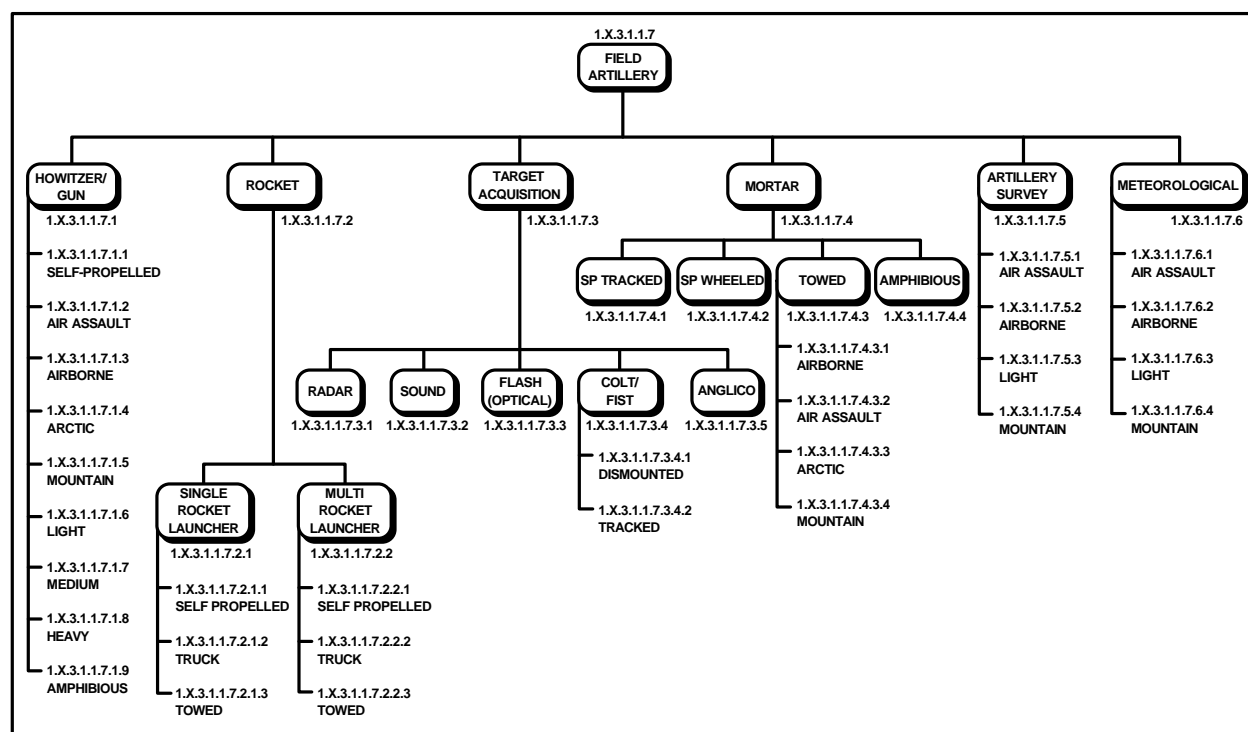 1.X.3.1.1.7
FIELD
ARTILLERY
HOWITZER/
GUN
1.X.3.1.1.7.1
1.X.3.1.1.7.1.1
SELF-PROPELLED
1.X.3.1.1.7.1.2
AIR ASSAULT
1.X.3.1.1.7.1.3
AIRBORNE
1.X.3.1.1.7.1.4
ARCTIC
1.X.3.1.1.7.1.5
MOUNTAIN
1.X.3.1.1.7.1.6
LIGHT
1.X.3.1.1.7.1.7
MEDIUM
1.X.3.1.1.7.1.8
HEAVY
1.X.3.1.1.7.1.9
AMPHIBIOUS
ROCKET
1.X.3.1.1.7.2
SINGLE
ROCKET
LAUNCHER
1.X.3.1.1.7.2.1
1.X.3.1.1.7.2.1.1
SELF PROPELLED
1.X.3.1.1.7.2.1.2
TRUCK
1.X.3.1.1.7.2.1.3
TOWED
MULTI
ROCKET
LAUNCHER
1.X.3.1.1.7.2.2
1.X.3.1.1.7.2.2.1
SELF PROPELLED
1.X.3.1.1.7.2.2.2
TRUCK
1.X.3.1.1.7.2.2.3
TOWED
TARGET
ACQUISITION
1.X.3.1.1.7.3
RADAR
1.X.3.1.1.7.3.1
SOUND
1.X.3.1.1.7.3.2
FLASH
(OPTICAL)
1.X.3.1.1.7.3.3
COLT/
FIST
1.X.3.1.1.7.3.4
1.X.3.1.1.7.3.4.1
DISMOUNTED
1.X.3.1.1.7.3.4.2
TRACKED
ANGLICO
1.X.3.1.1.7.3.5
MORTAR
1.X.3.1.1.7.4
SP TRACKED
1.X.3.1.1.7.4.1
SP WHEELED
1.X.3.1.1.7.4.2
TOWED
1.X.3.1.1.7.4.3
1.X.3.1.1.7.4.3.1
AIRBORNE
1.X.3.1.1.7.4.3.2
AIR ASSAULT
1.X.3.1.1.7.4.3.3
ARCTIC
1.X.3.1.1.7.4.3.4
MOUNTAIN
AMPHIBIOUS
1.X.3.1.1.7.4.4
ARTILLERY
SURVEY
1.X.3.1.1.7.5
1.X.3.1.1.7.5.1
AIR ASSAULT
1.X.3.1.1.7.5.2
AIRBORNE
1.X.3.1.1.7.5.3
LIGHT
1.X.3.1.1.7.5.4
MOUNTAIN
METEOROLOGICAL
1.X.3.1.1.7.6
1.X.3.1.1.7.6.1
AIR ASSAULT
1.X.3.1.1.7.6.2
AIRBORNE
1.X.3.1.1.7.6.3
LIGHT
1.X.3.1.1.7.6.4
MOUNTAIN